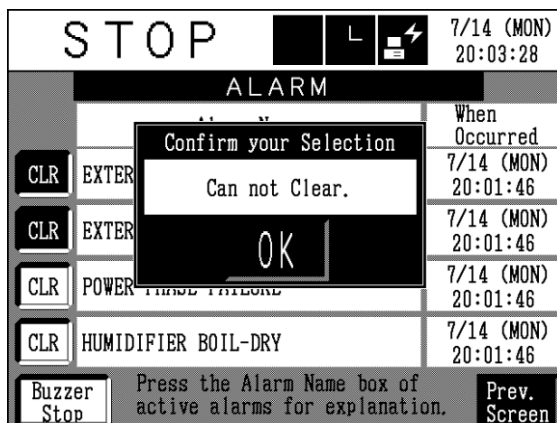 STOP
7/14 (MON)
20:03:28
ALARM
When
Occurred
Confirm your Selection
Can not Clear.
OK
CLR EXTER 7/14 (MON)
20:01:46
CLR EXTER 7/14 (MON)
20:01:46
CLR POWER PHASE FAILURE 7/14 (MON)
20:01:46
CLR HUMIDIFIER BOIL-DRY 7/14 (MON)
20:01:46
Buzzer
Stop
Press the Alarm Name box of
active alarms for explanation.
Prev.
Screen